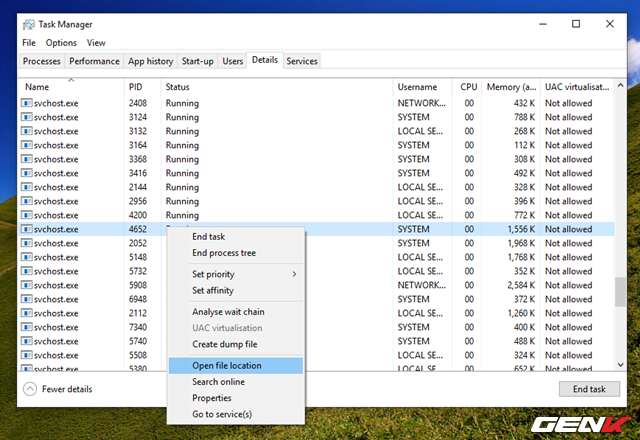 Task Manager
File Options View
Processes Performance App history Start-up Users Details Services
Name PID Status Username CPU Memory (a... UAC virtualisat...
svchost.exe 2408 Running NETWORK... 00 432 K Not allowed
svchost.exe 3124 Running SYSTEM 00 788 K Not allowed
svchost.exe 3132 Running LOCAL SE... 00 268 K Not allowed
svchost.exe 3164 Running SYSTEM 00 112 K Not allowed
svchost.exe 3368 Running SYSTEM 00 308 K Not allowed
svchost.exe 3416 Running SYSTEM 00 492 K Not allowed
svchost.exe 2144 Running LOCAL SE... 00 328 K Not allowed
svchost.exe 2956 Running LOCAL SE... 00 396 K Not allowed
svchost.exe 4200 Running LOCAL SE... 00 772 K Not allowed
svchost.exe 4652 SYSTEM 00 1,556 K Not allowed
svchost.exe 2052 SYSTEM 00 1,968 K Not allowed
svchost.exe 5148 LOCAL SE... 00 1,768 K Not allowed
svchost.exe 5732 LOCAL SE... 00 352 K Not allowed
svchost.exe 5908 NETWORK... 00 2,584 K Not allowed
svchost.exe 6948 SYSTEM 00 372 K Not allowed
svchost.exe 2112 LOCAL SE... 00 1,260 K Not allowed
svchost.exe 7340 SYSTEM 00 400 K Not allowed
svchost.exe 5740 SYSTEM 00 488 K Not allowed
svchost.exe 5508 LOCAL SE... 00 324 K Not allowed
svchost.exe 5380 LOCAL SE... 00 652 K Not allowed
End task
End process tree
Set priority
Set affinity
Analyse wait chain
UAC virtualisation
Create dump file
Open file location
Search online
Properties
Go to service(s)
Fewer details End task
GENK